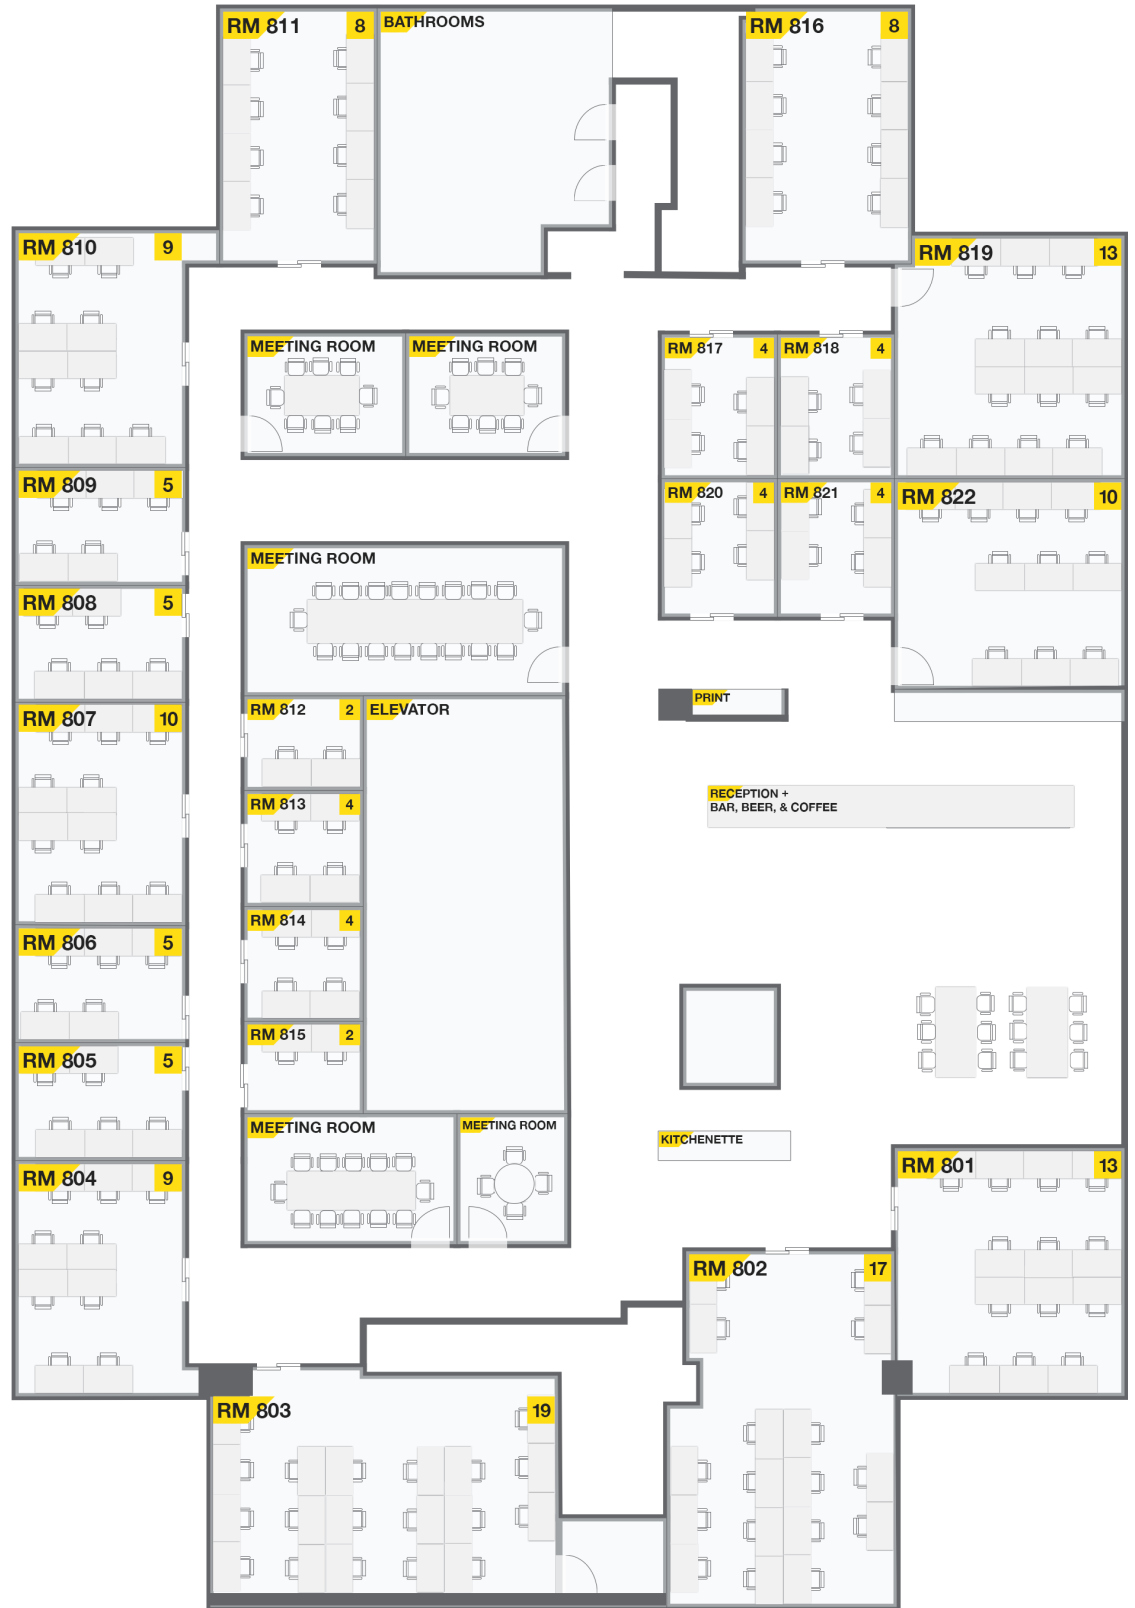 RM 811 8
BATHROOMS
RM 816 8
RM 810 9
RM 819 13
MEETING ROOM
MEETING ROOM
RM 817 4
RM 818 4
RM 809 5
RM 820 4
RM 821 4
RM 822 10
MEETING ROOM
RM 808 5
PRINT
RM 807 10
RM 812 2
ELEVATOR
RECEPTION +
BAR, BEER, & COFFEE
RM 813 4
RM 814 4
RM 806 5
RM 815 2
RM 805 5
MEETING ROOM
MEETING ROOM
KITCHENETTE
RM 804 9
RM 801 13
RM 802 17
RM 803 19